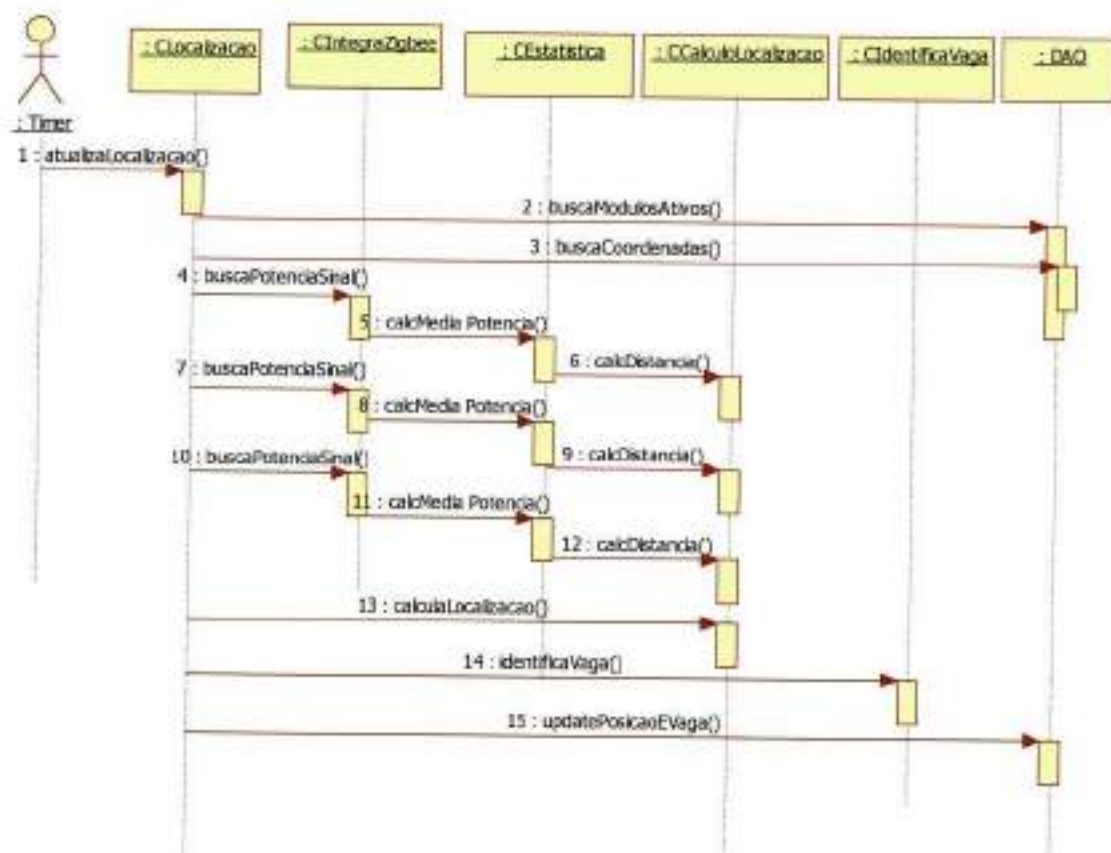 : CLocalizacao
: CIntegraZigbee
: CEstatistica
: CCalculoLocalizacao
: CIdentificaVaga
: DAO
: Timer
1 : atualizaLocalizacao()
2 : buscaModulosAtivos()
3 : buscaCoordenadas()
4 : buscaPotenciaSinal()
5 : calcMedia Potencia()
6 : calcDistancia()
7 : buscaPotenciaSinal()
8 : calcMedia Potencia()
9 : calcDistancia()
10 : buscaPotenciaSinal()
11 : calcMedia Potencia()
12 : calcDistancia()
13 : calculaLocalizacao()
14 : identificaVaga()
15 : updatePosicaoEVaga()